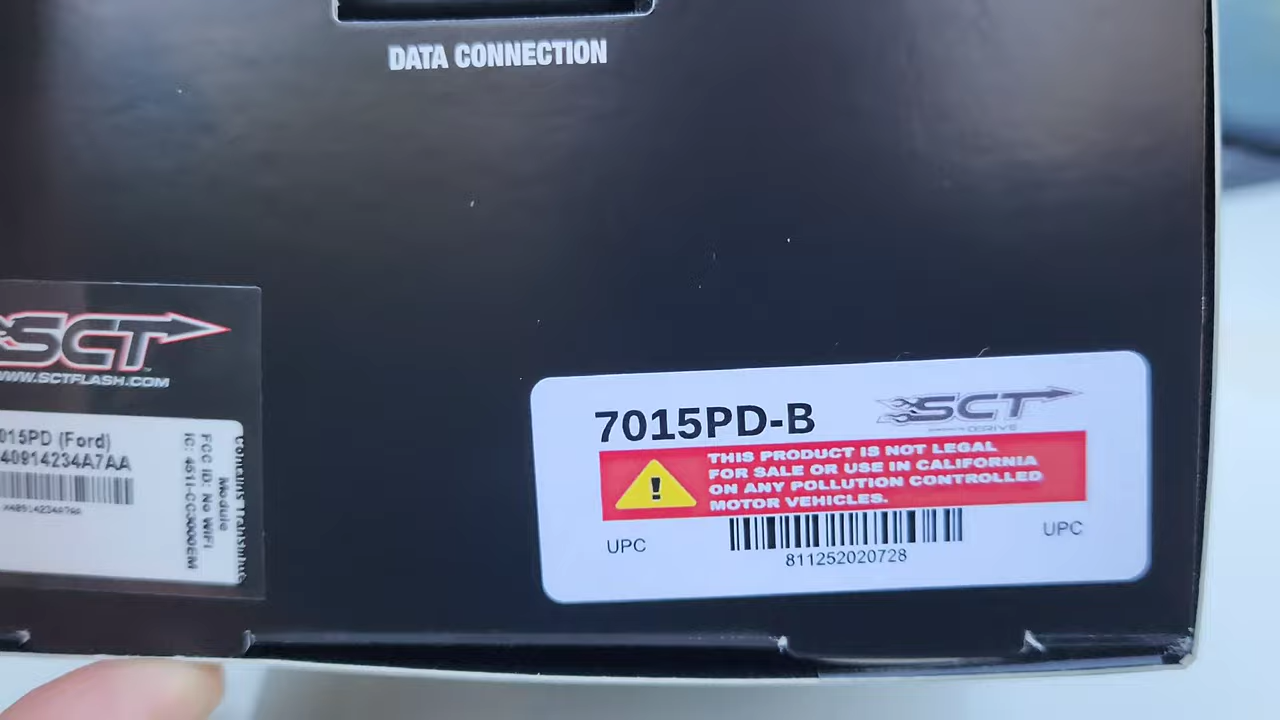 DATA CONNECTION
SCT
WWW.SCTFLASH.COM
015PD (Ford)
40914234A7AA
Contains Transmitter
Module
FCC ID: No WiFi
IC: 4511-CC3000EM
7015PD-B
SCT
THIS PRODUCT IS NOT LEGAL
FOR SALE OR USE IN CALIFORNIA
ON ANY POLLUTION CONTROLLED
MOTOR VEHICLES.
UPC
UPC
811252020728